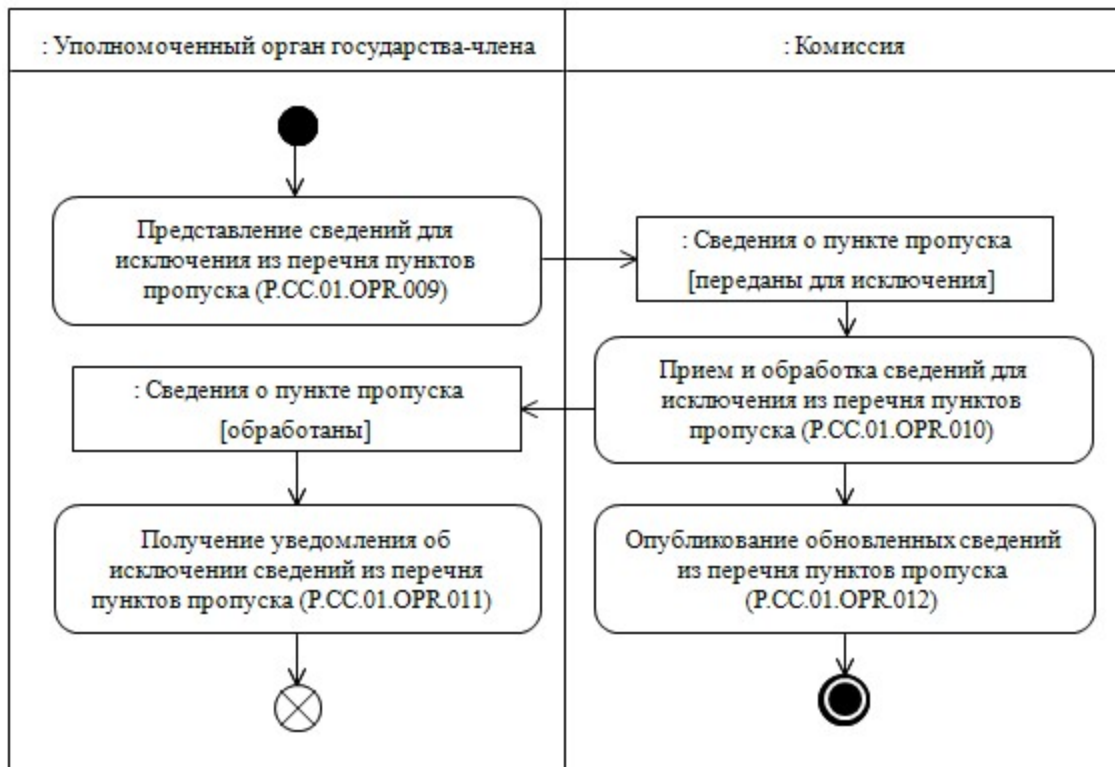 : Уполномоченный орган государства-члена
: Комиссия
Представление сведений для
исключения из перечня пунктов
пропуска (P.CC.01.OPR.009)
: Сведения о пункте пропуска
[переданы для исключения]
Прием и обработка сведений для
исключения из перечня пунктов
пропуска (P.CC.01.OPR.010)
: Сведения о пункте пропуска
[обработаны]
Получение уведомления об
исключении сведений из перечня
пунктов пропуска (P.CC.01.OPR.011)
Опубликование обновленных сведений
из перечня пунктов пропуска
(P.CC.01.OPR.012)